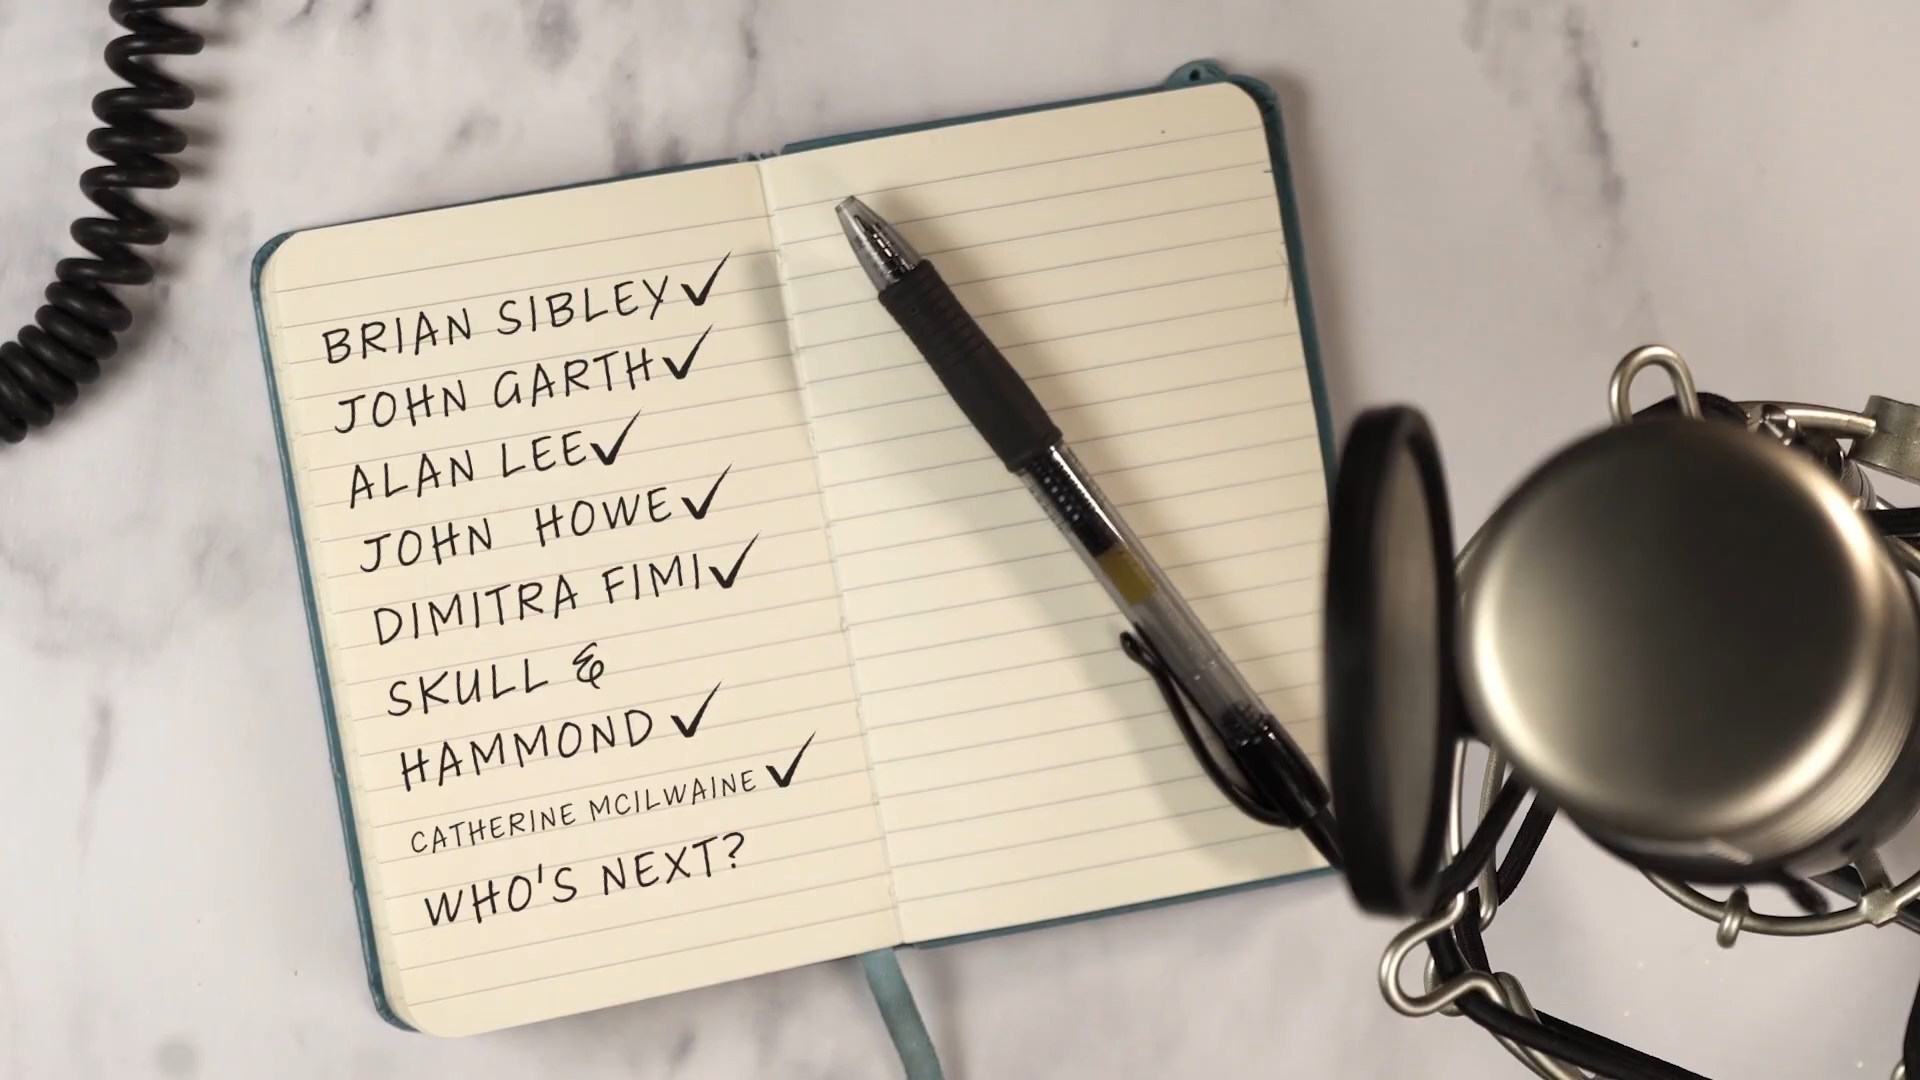 BRIAN SIBLEY✓
JOHN GARTH✓
ALAN LEE✓
JOHN HOWE✓
DIMITRA FIMI✓
SKULL &
HAMMOND ✓
CATHERINE MCILWAINE ✓
WHO'S NEXT?